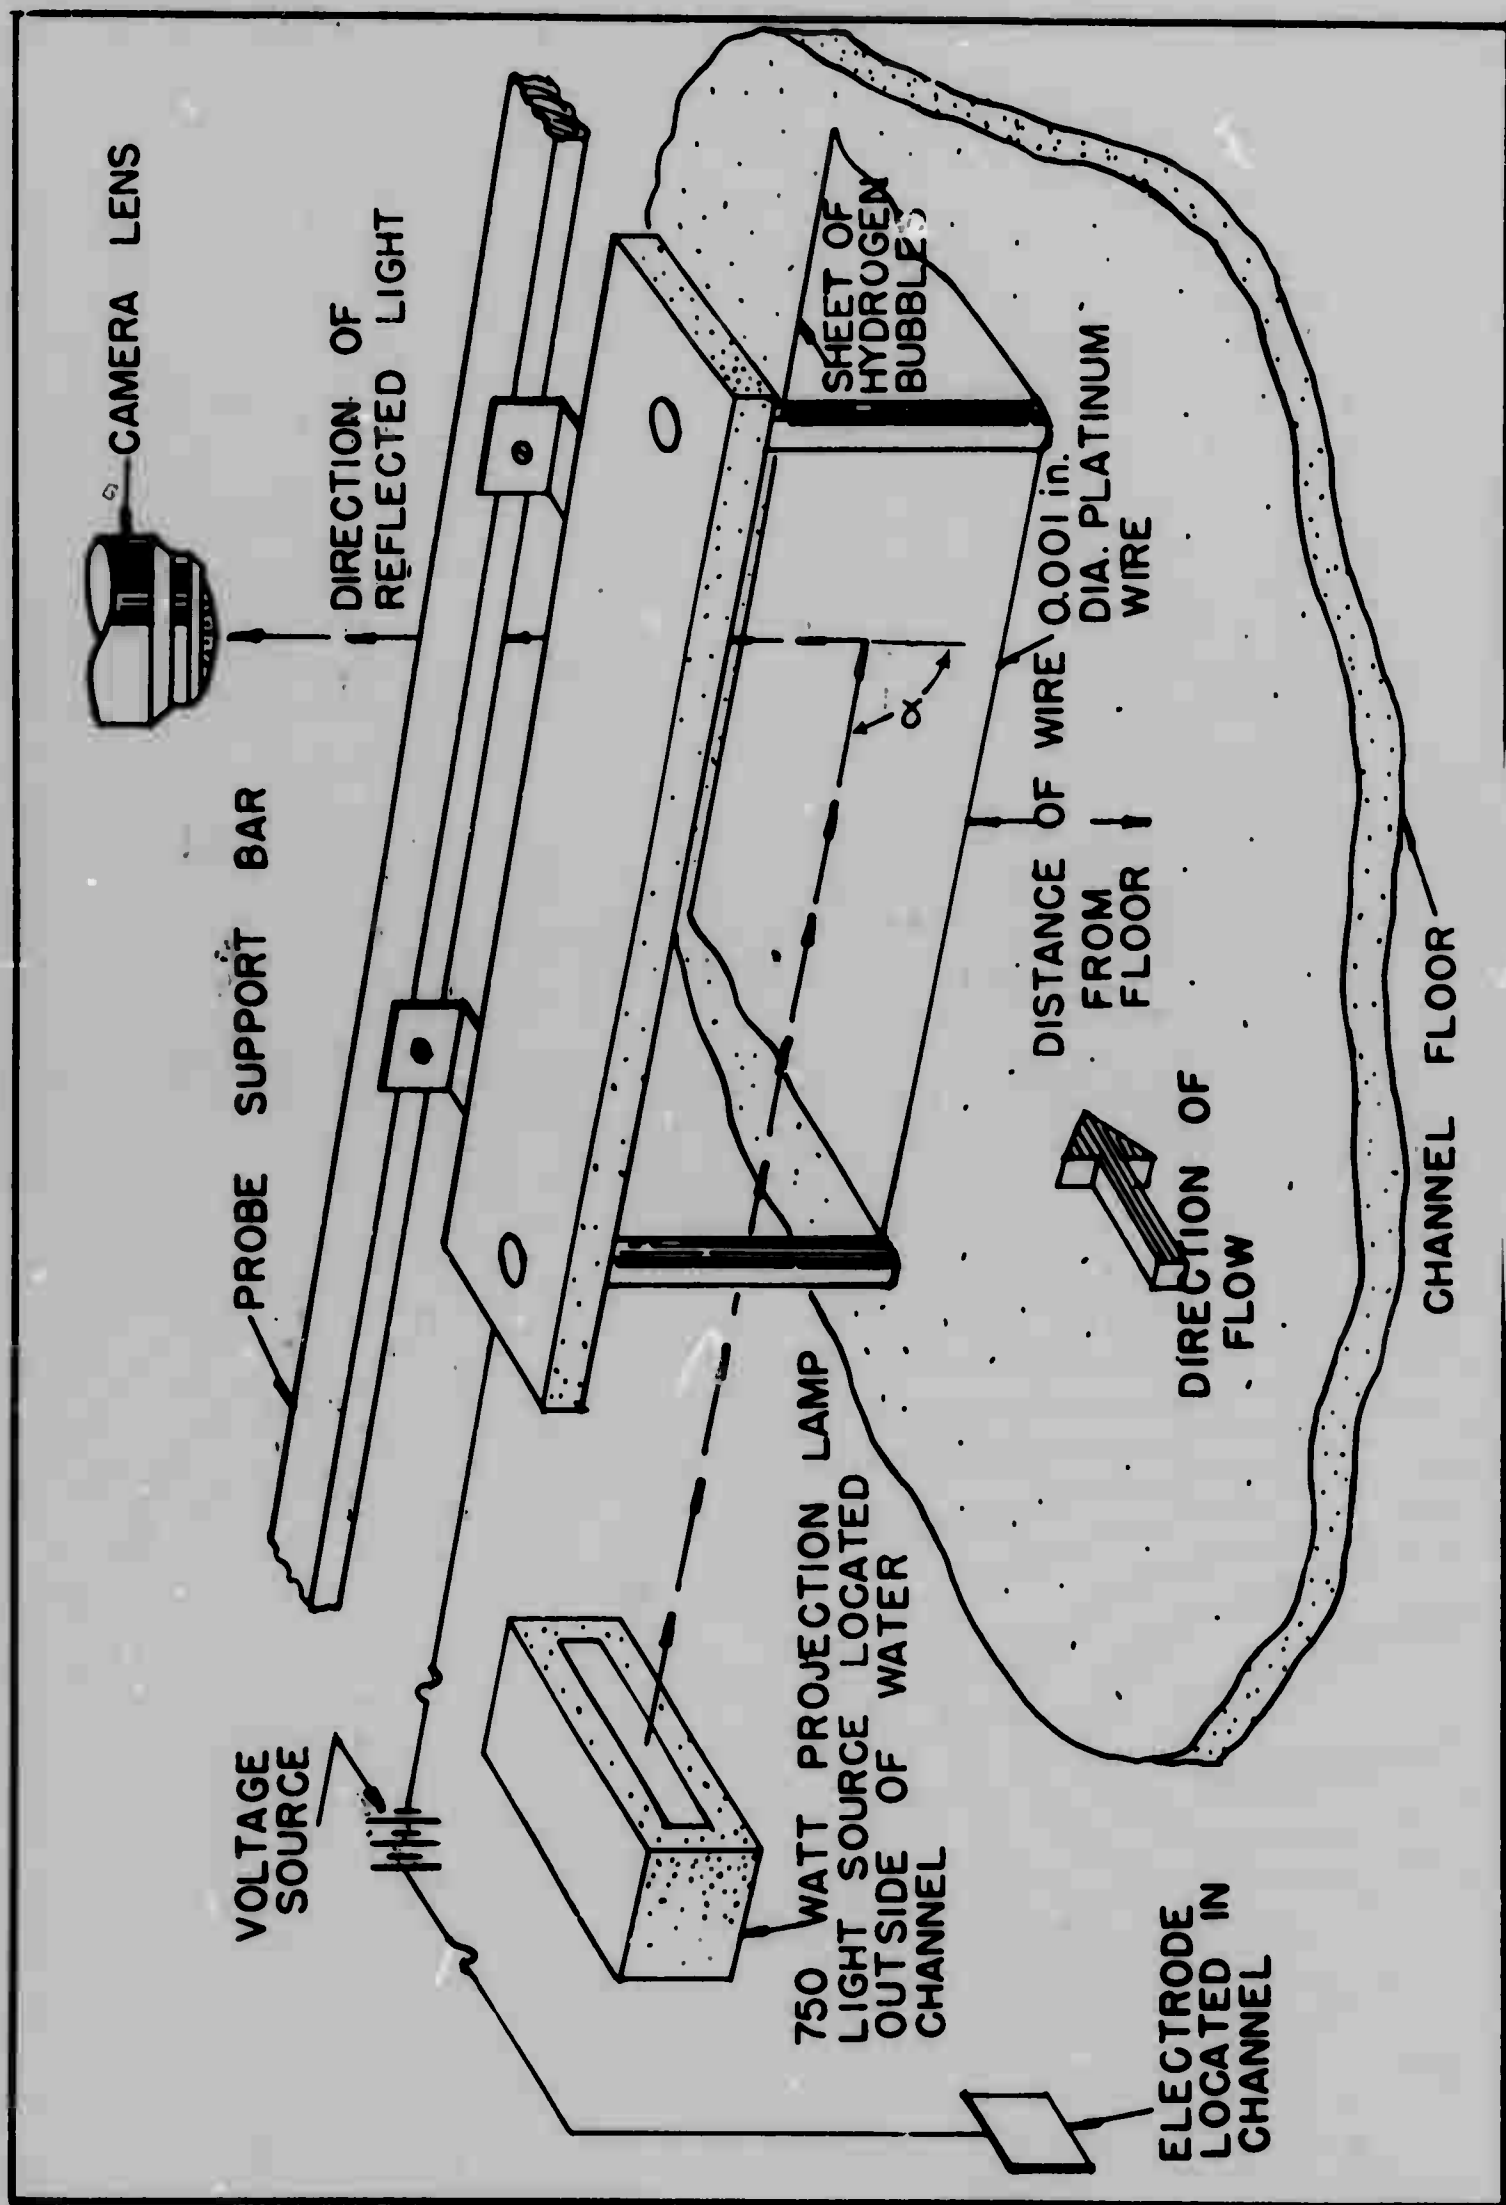 CAMERA LENS
DIRECTION OF
REFLECTED LIGHT
PROBE SUPPORT BAR
VOLTAGE
SOURCE
SHEET OF
HYDROGEN
BUBBLES
0.001 in.
DIA. PLATINUM
WIRE
α
DISTANCE OF WIRE
FROM
FLOOR
750 WATT PROJECTION LAMP
LIGHT SOURCE LOCATED
OUTSIDE OF WATER
CHANNEL
DIRECTION OF
FLOW
ELECTRODE
LOCATED IN
CHANNEL
CHANNEL FLOOR